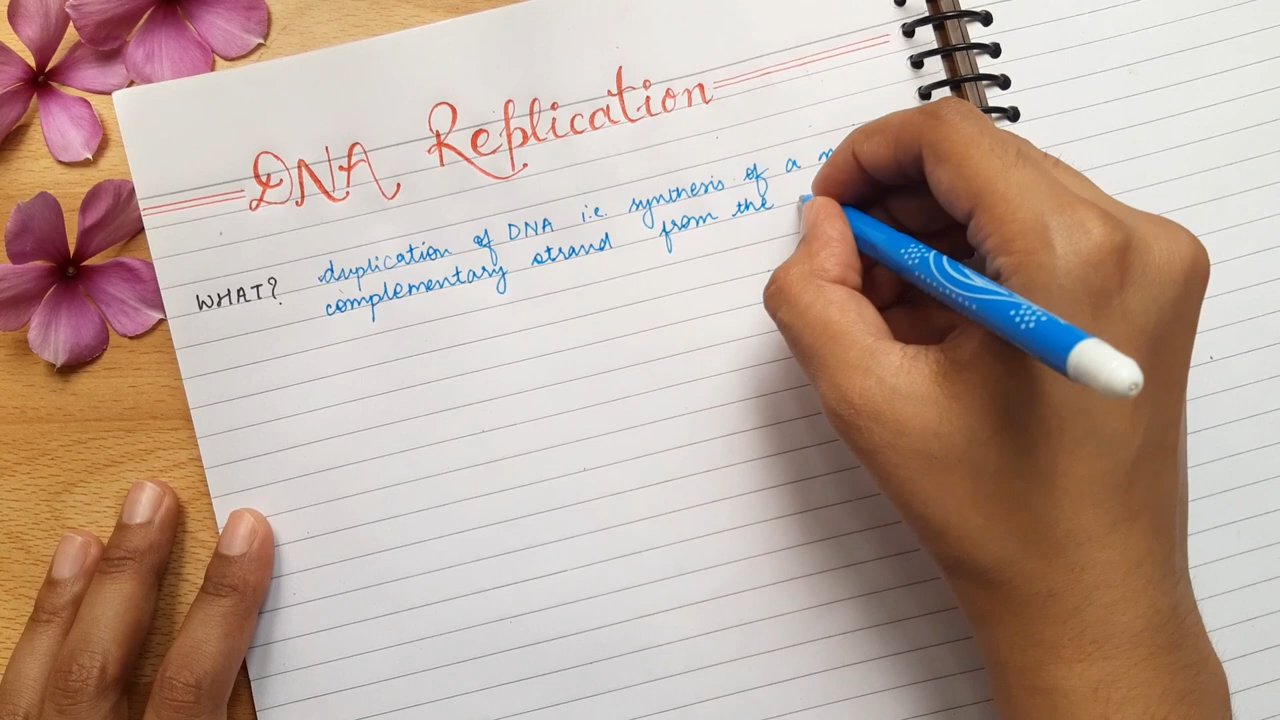 DNA Replication
WHAT? duplication of DNA i.e. synthesis of a
complementary strand from the